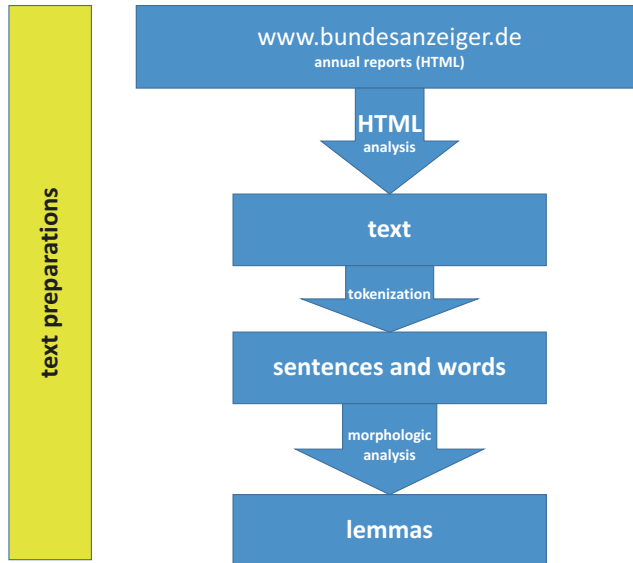 text preparations
www.bundesanzeiger.de
annual reports (HTML)
HTML
analysis
text
tokenization
sentences and words
morphologic
analysis
lemmas